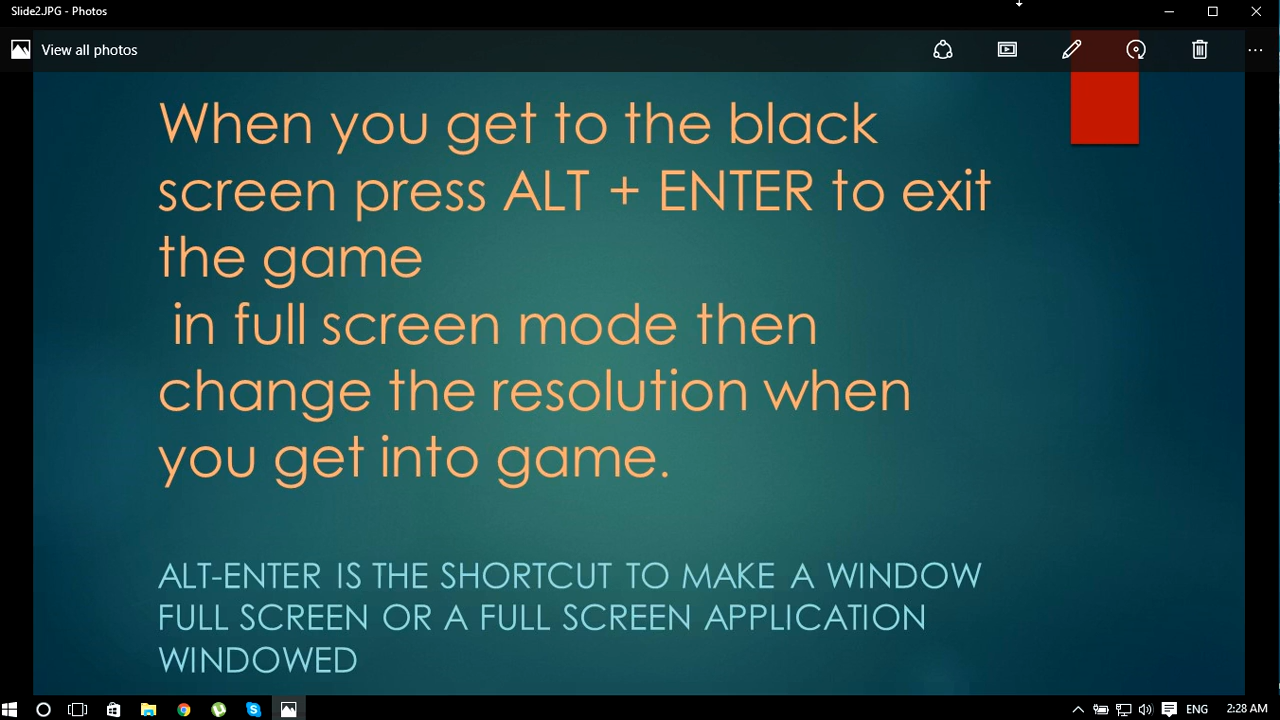 Slide2.JPG - Photos
View all photos
When you get to the black
screen press ALT + ENTER to exit
the game
in full screen mode then
change the resolution when
you get into game.
ALT-ENTER IS THE SHORTCUT TO MAKE A WINDOW
FULL SCREEN OR A FULL SCREEN APPLICATION
WINDOWED
ENG
2:28 AM